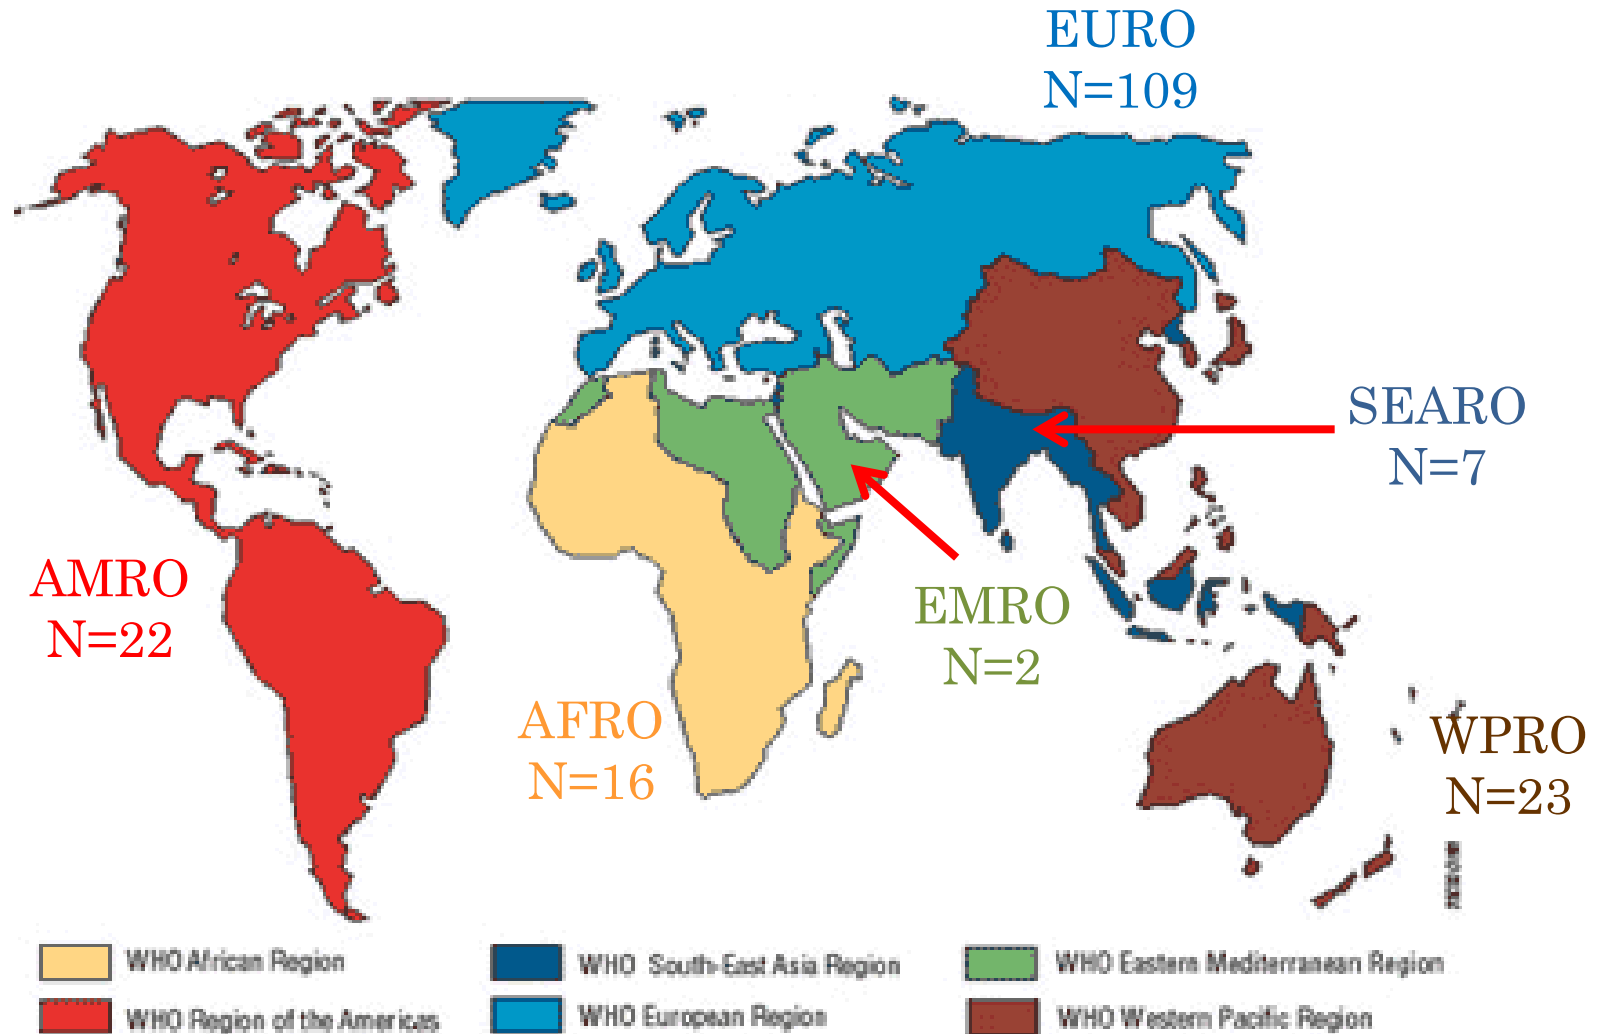 EURO
N=109
SEARO
N=7
AMRO
N=22
EMRO
N=2
AFRO
N=16
WPRO
N=23
WHO African Region
WHO South-East Asia Region
WHO Eastern Mediterranean Region
WHO Region of the Americas
WHO European Region
WHO Western Pacific Region